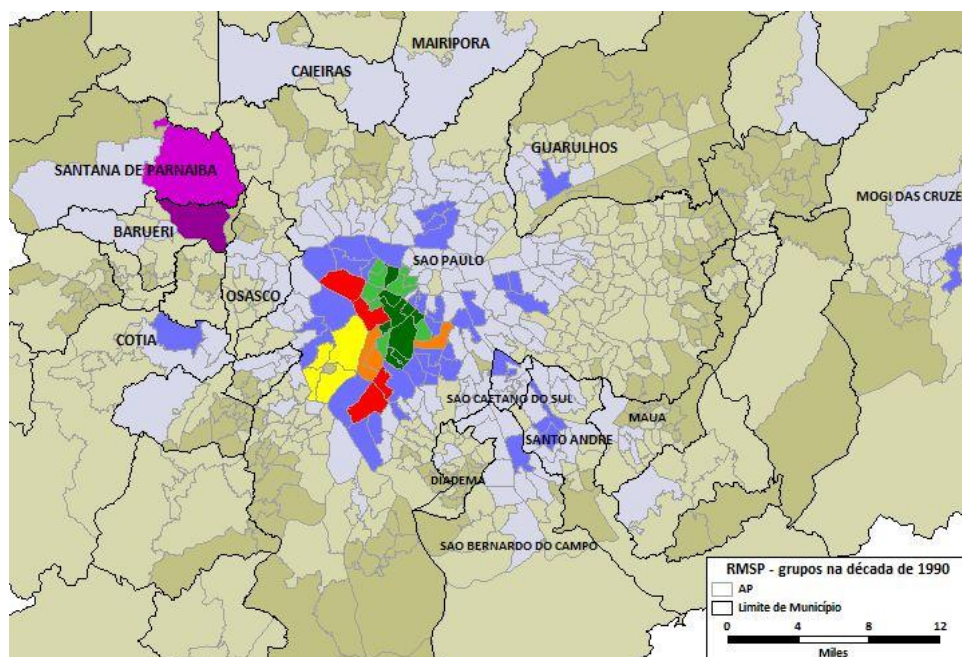 MAIRIPORA
CAIEIRAS
GUARULHOS
SANTANA DE PARNAIBA
MOGI DAS CRUZE
BARUERI
SAO PAULO
OSASCO
COTIA
SAO CAETANO DO SUL
MAUA
SANTO ANDRE
DIADEMA
SAO BERNARDO DO CAMPO
RMSP - grupos na década de 1990
AP
Limite de Município
0 4 8 12
Miles